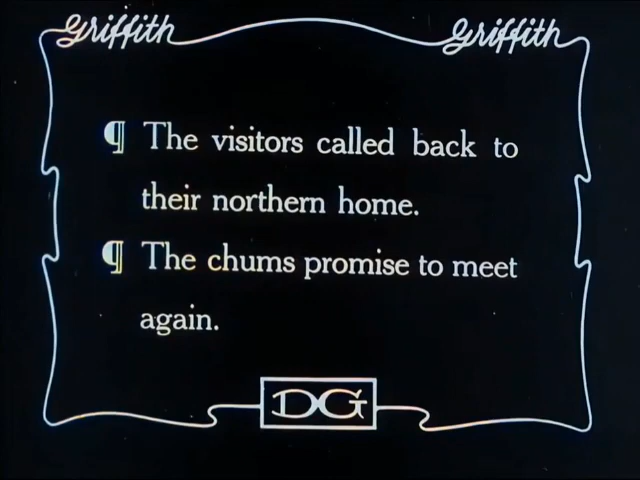 Griffith Griffith
¶ The visitors called back to
their northern home.
¶ The chums promise to meet
again.
DG